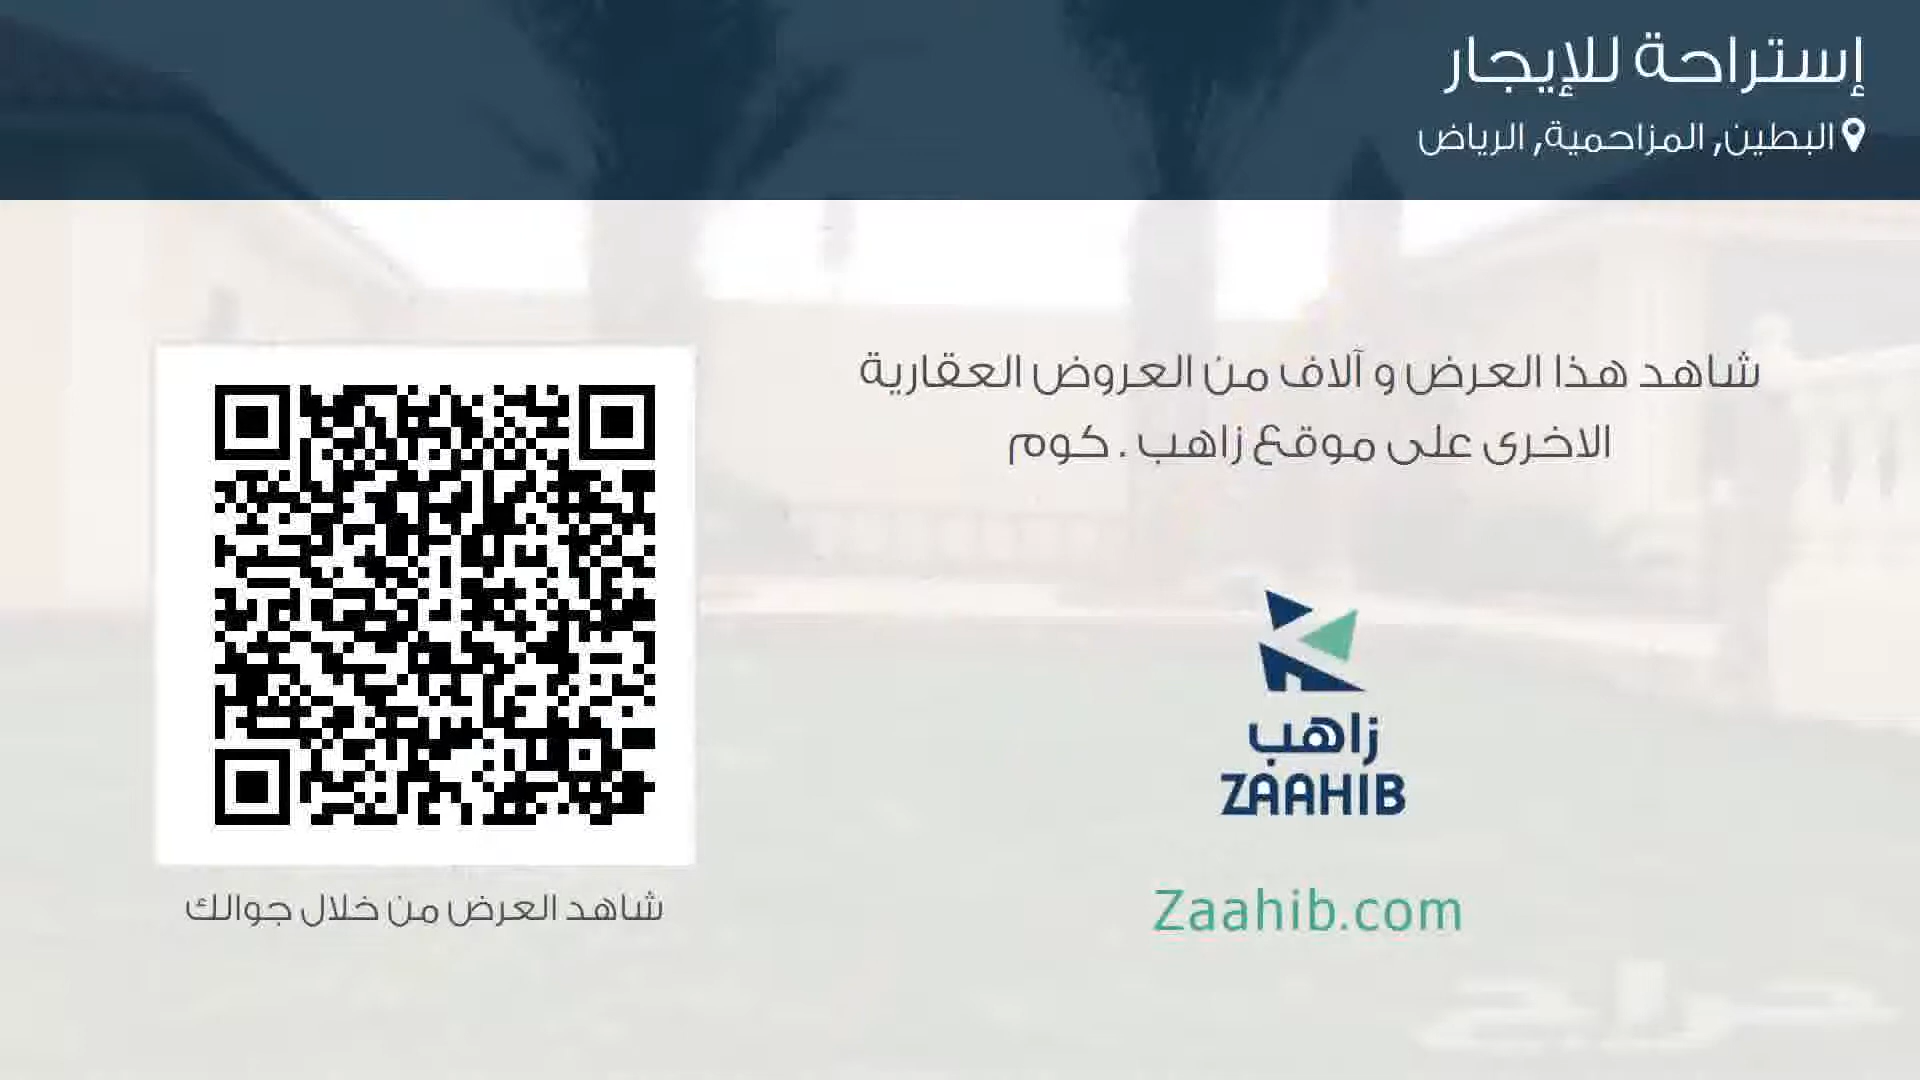 إستراحة للإيجار
البطين, المزاحمية, الرياض
شاهد هذا العرض و آلاف من العروض العقارية
الاخرى على موقع زاهب . كوم
زاهب
ZAAHIB
Zaahib.com
شاهد العرض من خلال جوالك
حراج